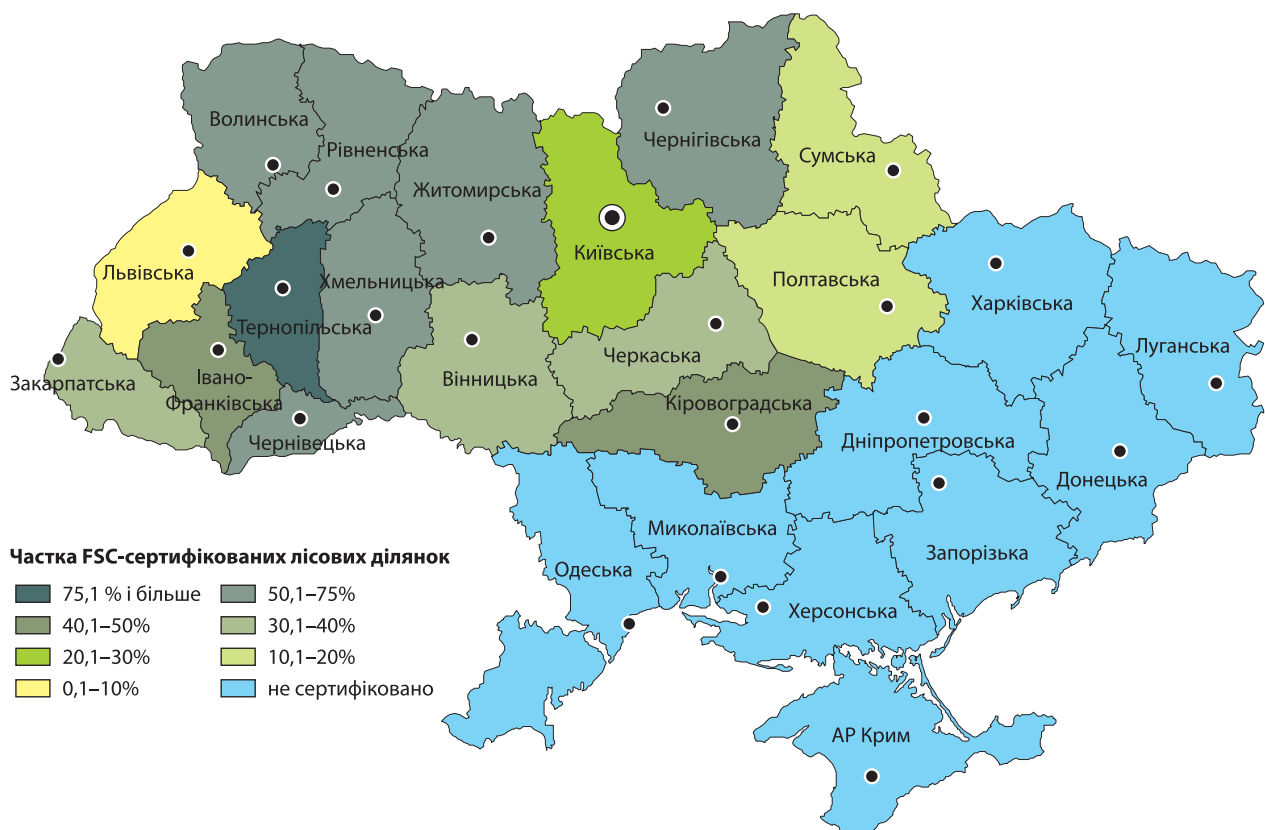 Волинська
Рівненська
Житомирська
Чернігівська
Сумська
Львівська
Київська
Хмельницька
Тернопільська
Полтавська
Харківська
Луганська
Закарпатська
Івано-
Франківська
Чернівецька
Вінницька
Черкаська
Кіровоградська
Дніпропетровська
Донецька
Миколаївська
Запорізька
Одеська
Херсонська
АР Крим
Частка FSC-сертифікованих лісових ділянок
75,1 % і більше
50,1–75%
40,1–50%
30,1–40%
20,1–30%
10,1–20%
0,1–10%
не сертифіковано